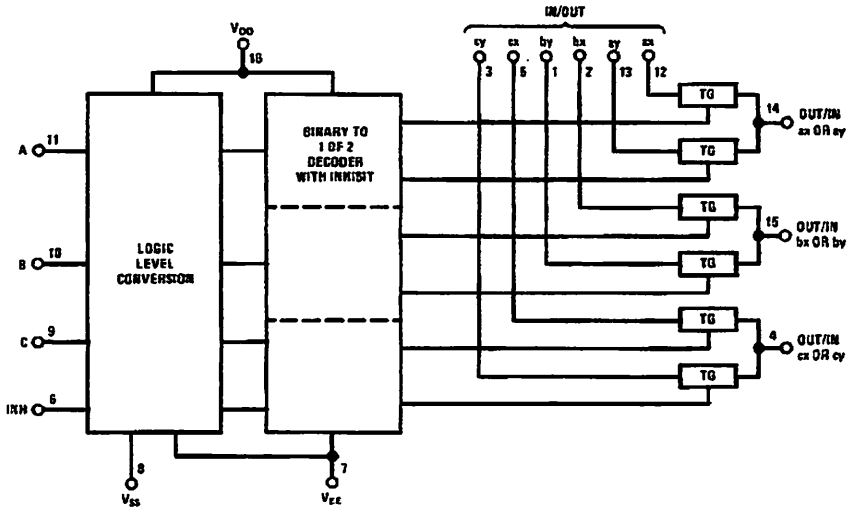 IN/OUT
cy cx by bx ay ax
3 5 1 2 13 12
VDD
16
TG
14
OUT/IN
ax OR ay
TG
BINARY TO
1 OF 2
DECODER
WITH INHIBIT
A 11
TG
15
OUT/IN
bx OR by
TG
LOGIC
LEVEL
CONVERSION
B 10
TG
4
OUT/IN
cx OR cy
TG
C 9
INH 6
8
VSS
7
VEE